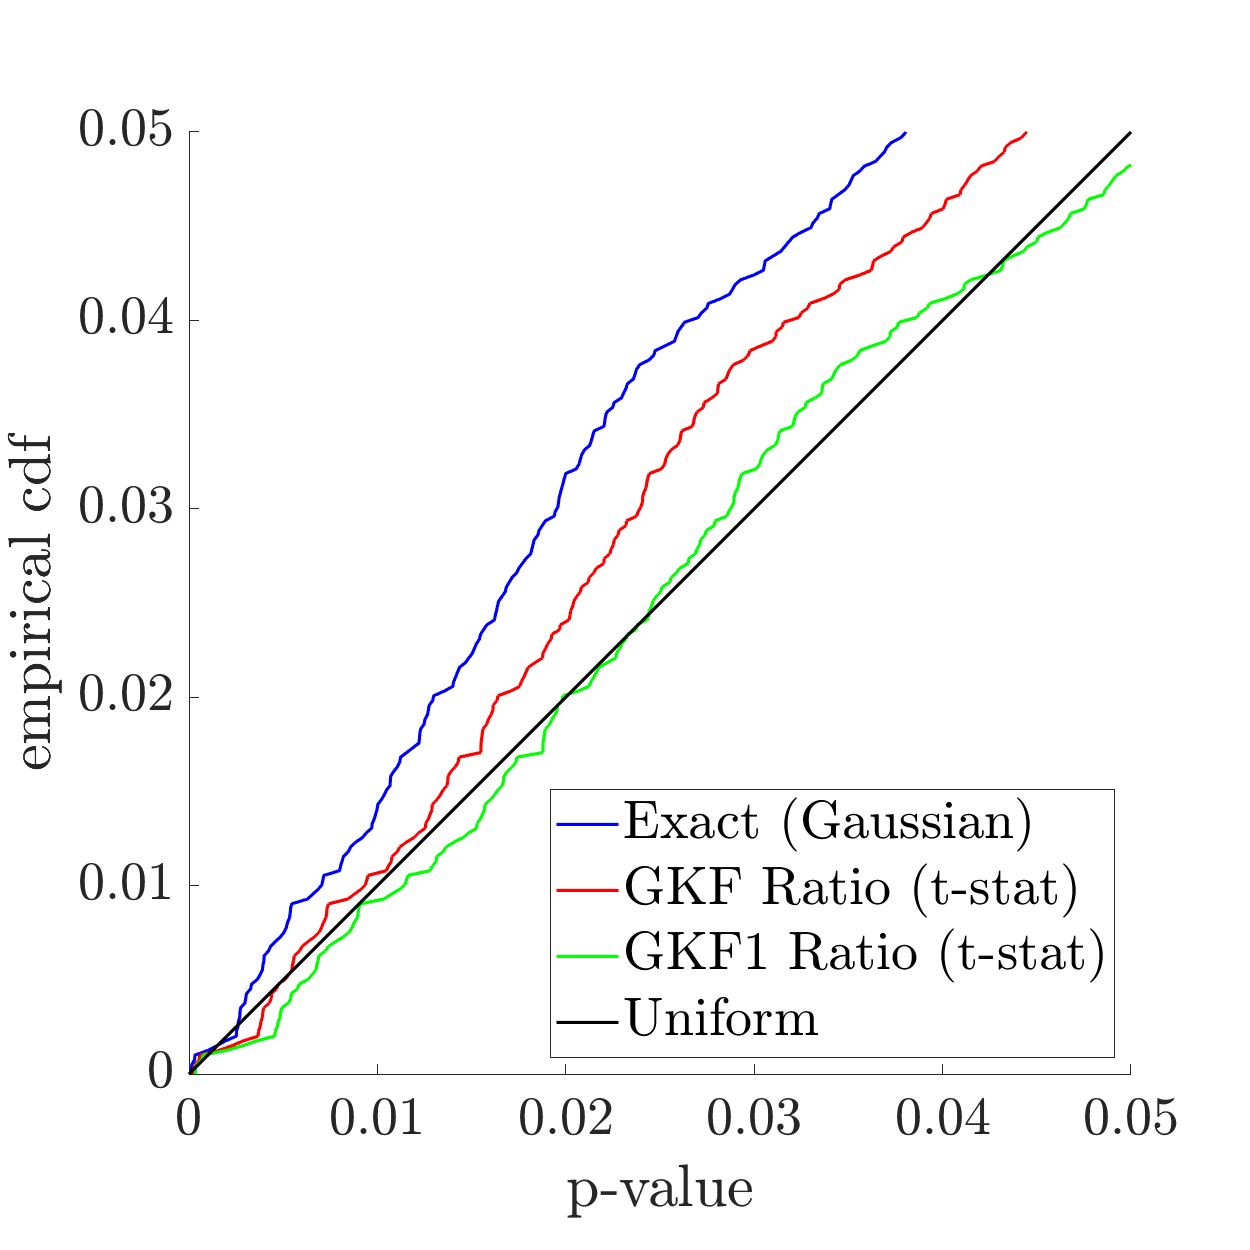 0.05
0.04
0.03
0.02
0.01
0
empirical cdf
Exact (Gaussian)
GKF Ratio (t-stat)
GKF1 Ratio (t-stat)
Uniform
0 0.01 0.02 0.03 0.04 0.05
p-value